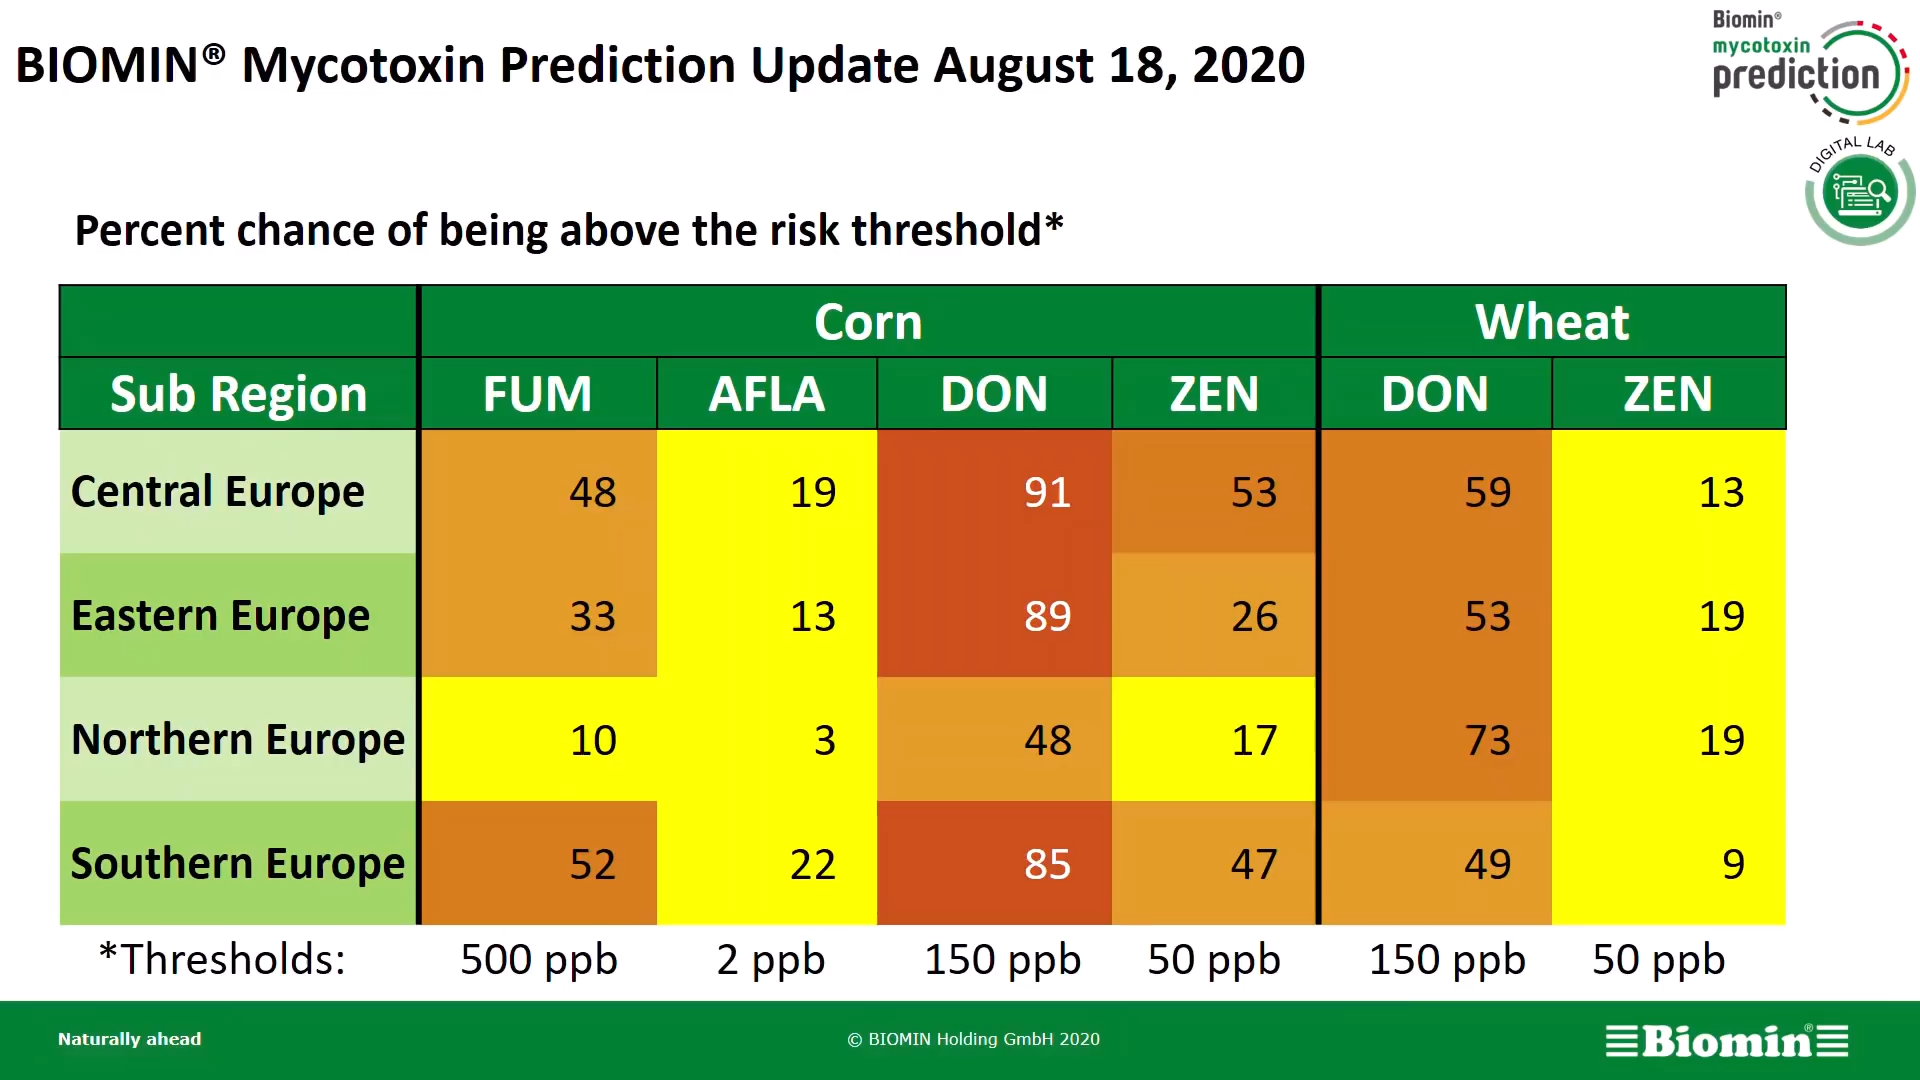 BIOMIN® Mycotoxin Prediction Update August 18, 2020
Biomin®
mycotoxin
prediction
DIGITAL LAB
Percent chance of being above the risk threshold*
Corn Wheat
Sub Region FUM AFLA DON ZEN DON ZEN
Central Europe 48 19 91 53 59 13
Eastern Europe 33 13 89 26 53 19
Northern Europe 10 3 48 17 73 19
Southern Europe 52 22 85 47 49 9
*Thresholds: 500 ppb 2 ppb 150 ppb 50 ppb 150 ppb 50 ppb
Naturally ahead © BIOMIN Holding GmbH 2020 Biomin®